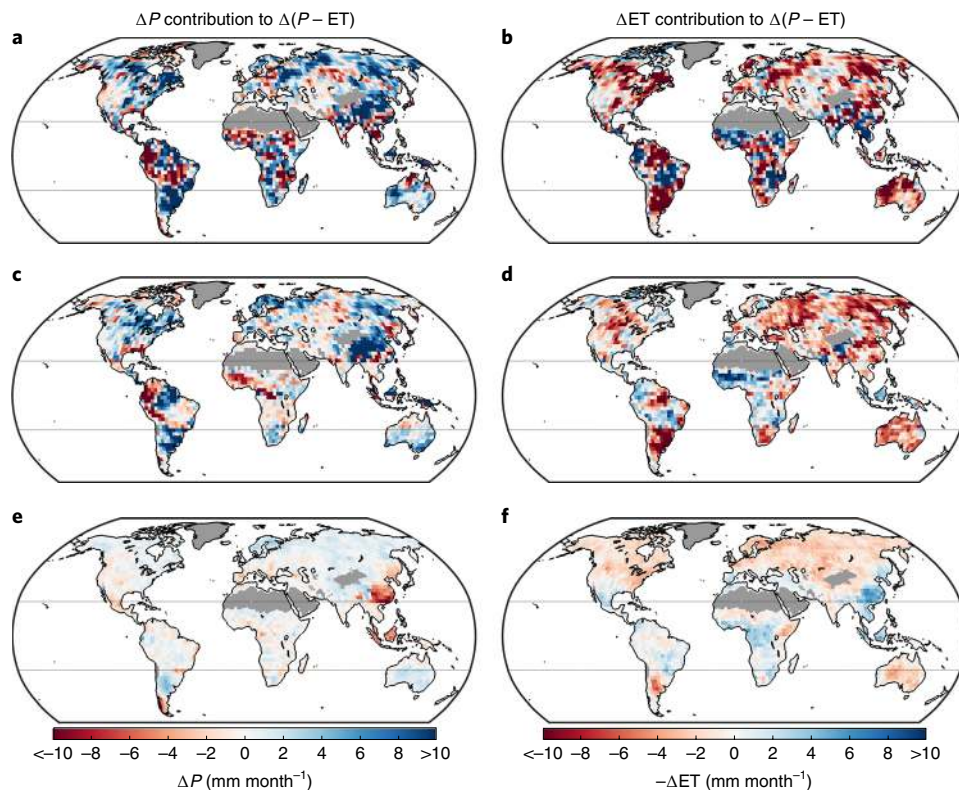 ΔP contribution to Δ(P – ET)
ΔET contribution to Δ(P – ET)
a
b
c
d
e
f
<–10 –8 –6 –4 –2 0 2 4 6 8 >10
ΔP (mm month⁻¹)
<–10 –8 –6 –4 –2 0 2 4 6 8 >10
–ΔET (mm month⁻¹)